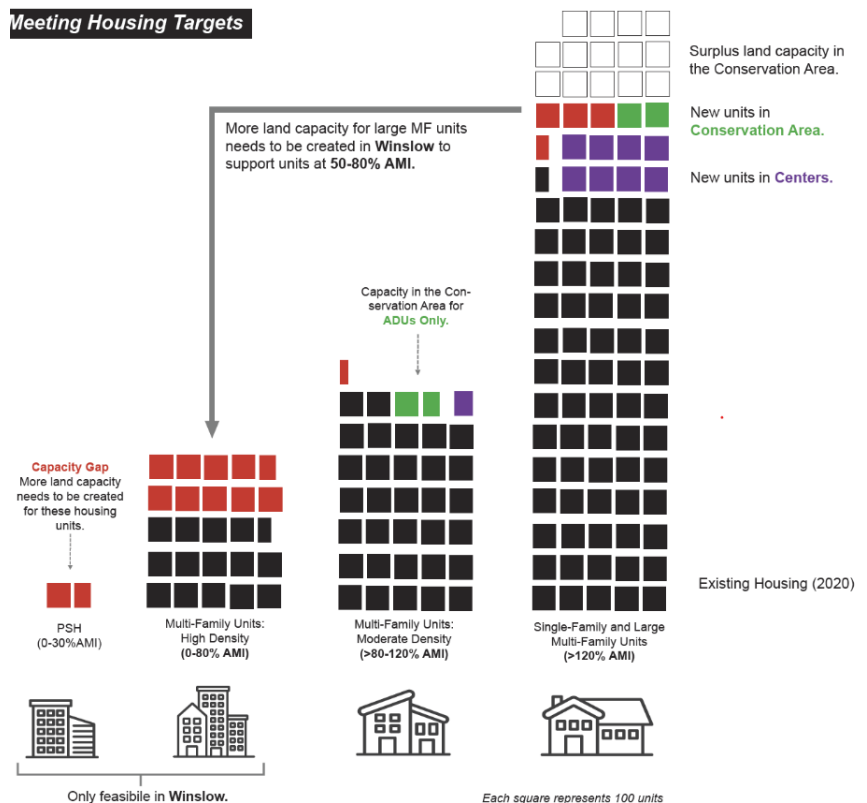 Meeting Housing Targets
Surplus land capacity in
the Conservation Area.
New units in
Conservation Area.
More land capacity for large MF units
needs to be created in Winslow to
support units at 50-80% AMI.
New units in Centers.
Capacity in the Con-
servation Area for
ADUs Only.
Capacity Gap
More land capacity
needs to be created
for these housing
units.
Existing Housing (2020)
PSH
(0-30%AMI)
Multi-Family Units:
High Density
(0-80% AMI)
Multi-Family Units:
Moderate Density
(>80-120% AMI)
Single-Family and Large
Multi-Family Units
(>120% AMI)
Only feasibile in Winslow.
Each square represents 100 units